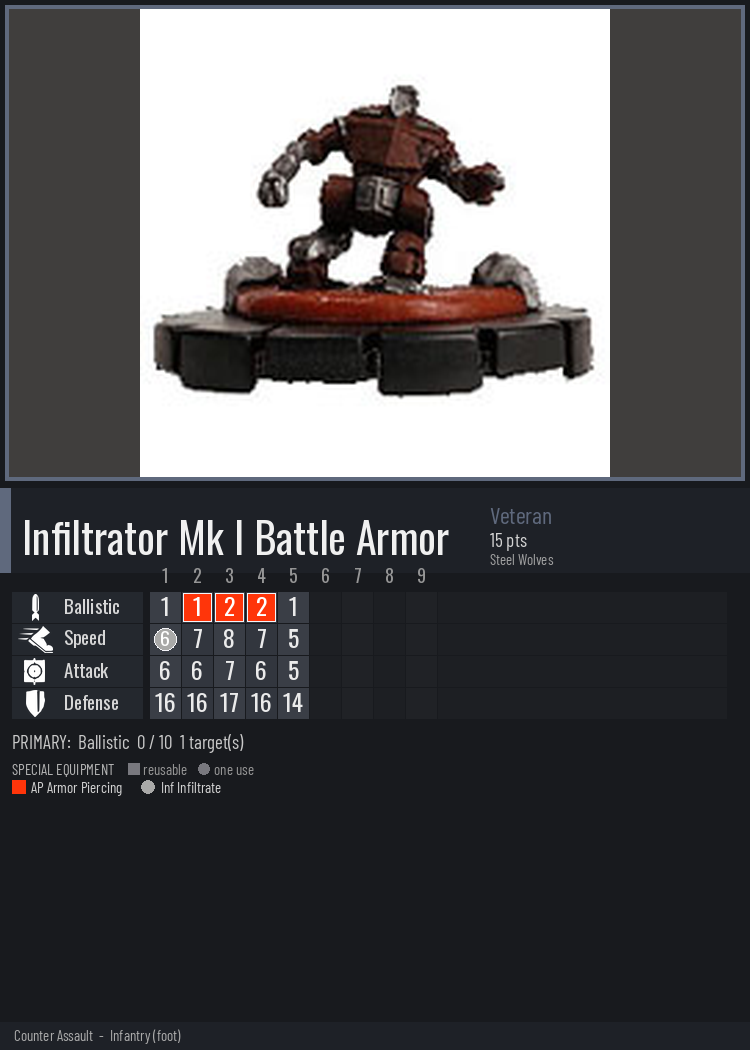 Infiltrator Mk I Battle Armor
Veteran
15 pts
Steel Wolves
1 2 3 4 5 6 7 8 9
Ballistic 1 1 2 2 1
Speed 6 7 8 7 5
Attack 6 6 7 6 5
Defense 16 16 17 16 14
PRIMARY: Ballistic 0 / 10 1 target(s)
SPECIAL EQUIPMENT reusable one use
AP Armor Piercing Inf Infiltrate
Counter Assault - Infantry (foot)